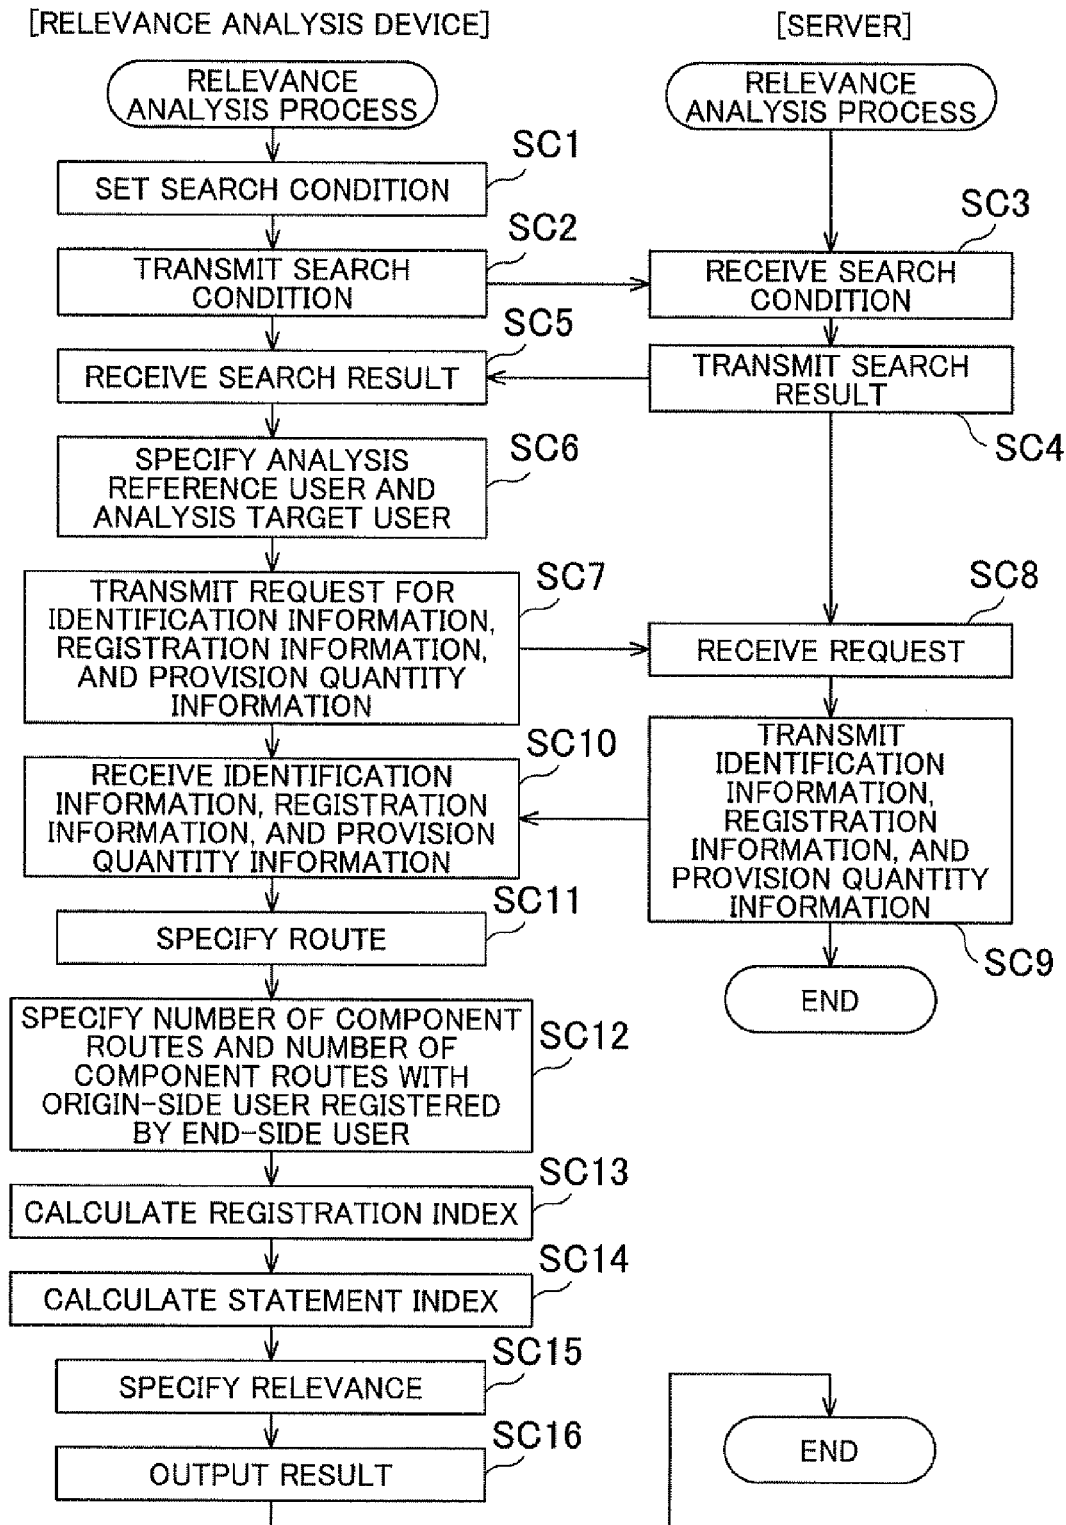 [RELEVANCE ANALYSIS DEVICE]
[SERVER]
RELEVANCE
ANALYSIS PROCESS
RELEVANCE
ANALYSIS PROCESS
SC1
SET SEARCH CONDITION
SC2
TRANSMIT SEARCH
CONDITION
SC3
RECEIVE SEARCH
CONDITION
SC5
RECEIVE SEARCH RESULT
TRANSMIT SEARCH
RESULT
SC4
SC6
SPECIFY ANALYSIS
REFERENCE USER AND
ANALYSIS TARGET USER
SC7
TRANSMIT REQUEST FOR
IDENTIFICATION INFORMATION,
REGISTRATION INFORMATION,
AND PROVISION QUANTITY
INFORMATION
SC8
RECEIVE REQUEST
SC10
RECEIVE IDENTIFICATION
INFORMATION, REGISTRATION
INFORMATION, AND PROVISION
QUANTITY INFORMATION
TRANSMIT
IDENTIFICATION
INFORMATION,
REGISTRATION
INFORMATION, AND
PROVISION QUANTITY
INFORMATION
SC9
SC11
SPECIFY ROUTE
END
SC12
SPECIFY NUMBER OF COMPONENT
ROUTES AND NUMBER OF
COMPONENT ROUTES WITH
ORIGIN-SIDE USER REGISTERED
BY END-SIDE USER
SC13
CALCULATE REGISTRATION INDEX
SC14
CALCULATE STATEMENT INDEX
SC15
SPECIFY RELEVANCE
SC16
OUTPUT RESULT
END